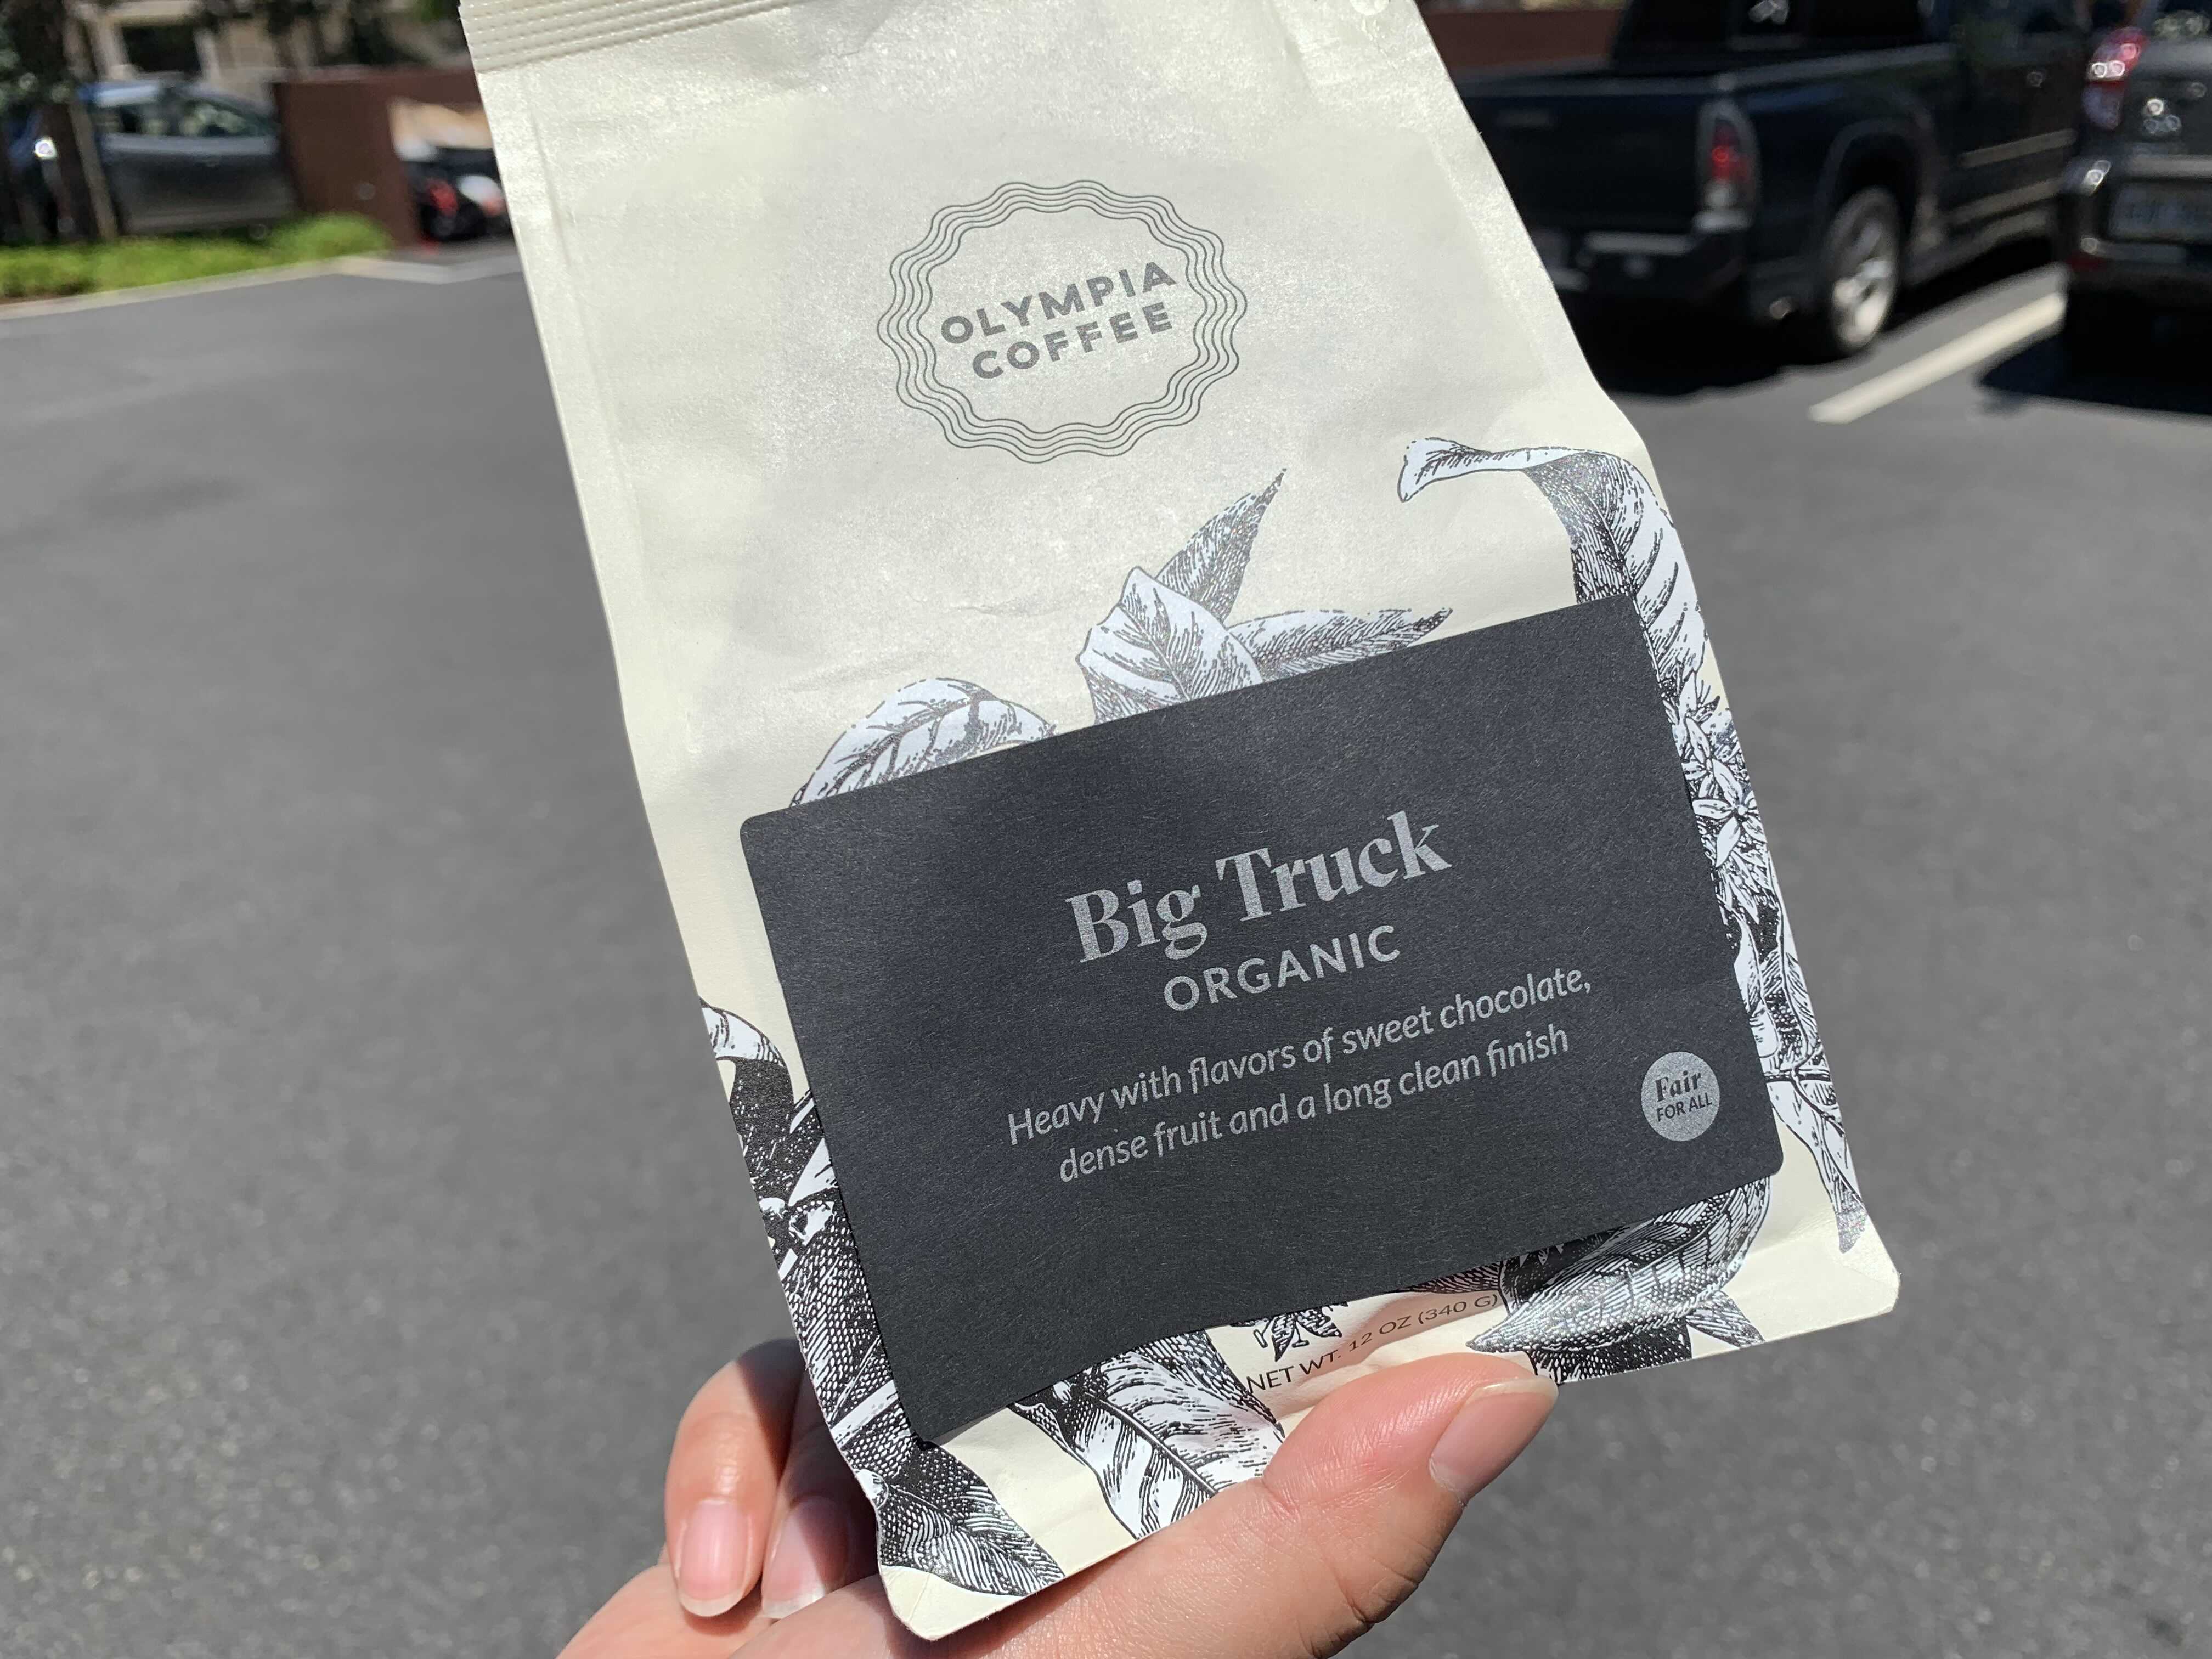 OLYMPIA
COFFEE
Big Truck
ORGANIC
Heavy with flavors of sweet chocolate,
dense fruit and a long clean finish
Fair
FOR ALL
NET WT. 12 OZ (340 G)